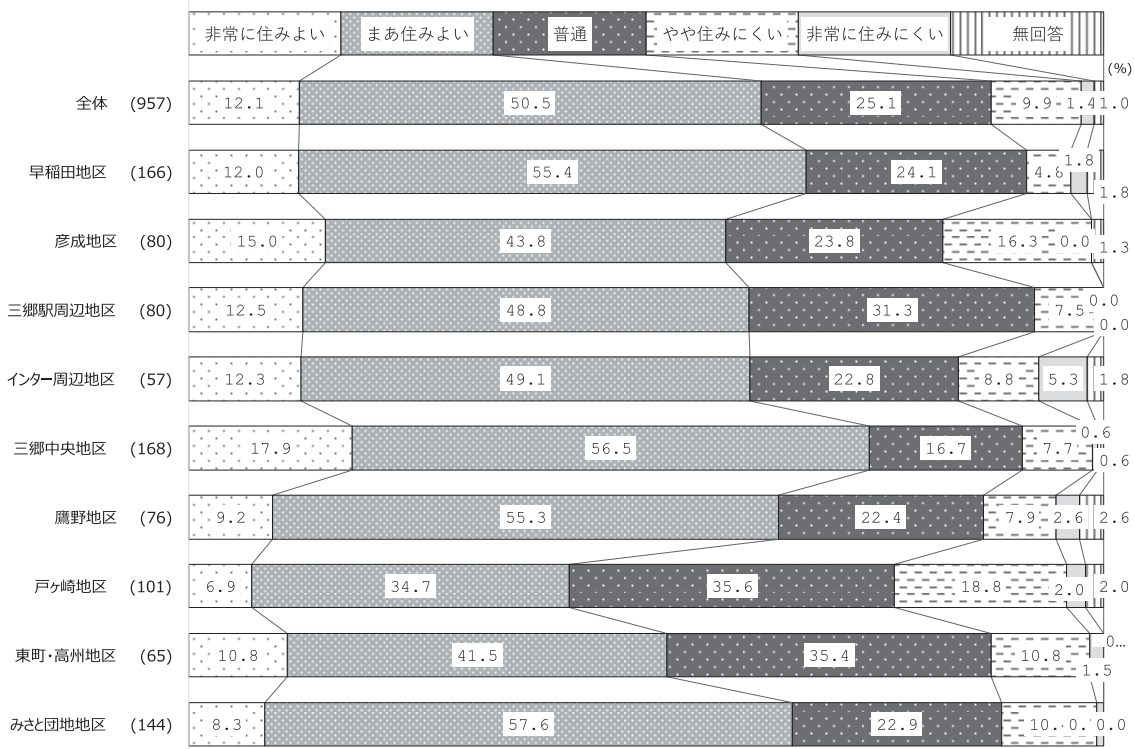 非常に住みよい まあ住みよい 普通 やや住みにくい 非常に住みにくい 無回答
(%)
全体 (957) 12.1 50.5 25.1 9.9 1.4 1.0
早稲田地区 (166) 12.0 55.4 24.1 4.8 1.8 1.8
彦成地区 (80) 15.0 43.8 23.8 16.3 0.0 1.3
三郷駅周辺地区 (80) 12.5 48.8 31.3 7.5 0.0 0.0
インター周辺地区 (57) 12.3 49.1 22.8 8.8 5.3 1.8
三郷中央地区 (168) 17.9 56.5 16.7 7.7 0.6 0.6
鷹野地区 (76) 9.2 55.3 22.4 7.9 2.6 2.6
戸ヶ崎地区 (101) 6.9 34.7 35.6 18.8 2.0 2.0
東町・高州地区 (65) 10.8 41.5 35.4 10.8 1.5 0…
みさと団地地区 (144) 8.3 57.6 22.9 10. 0. 0.0